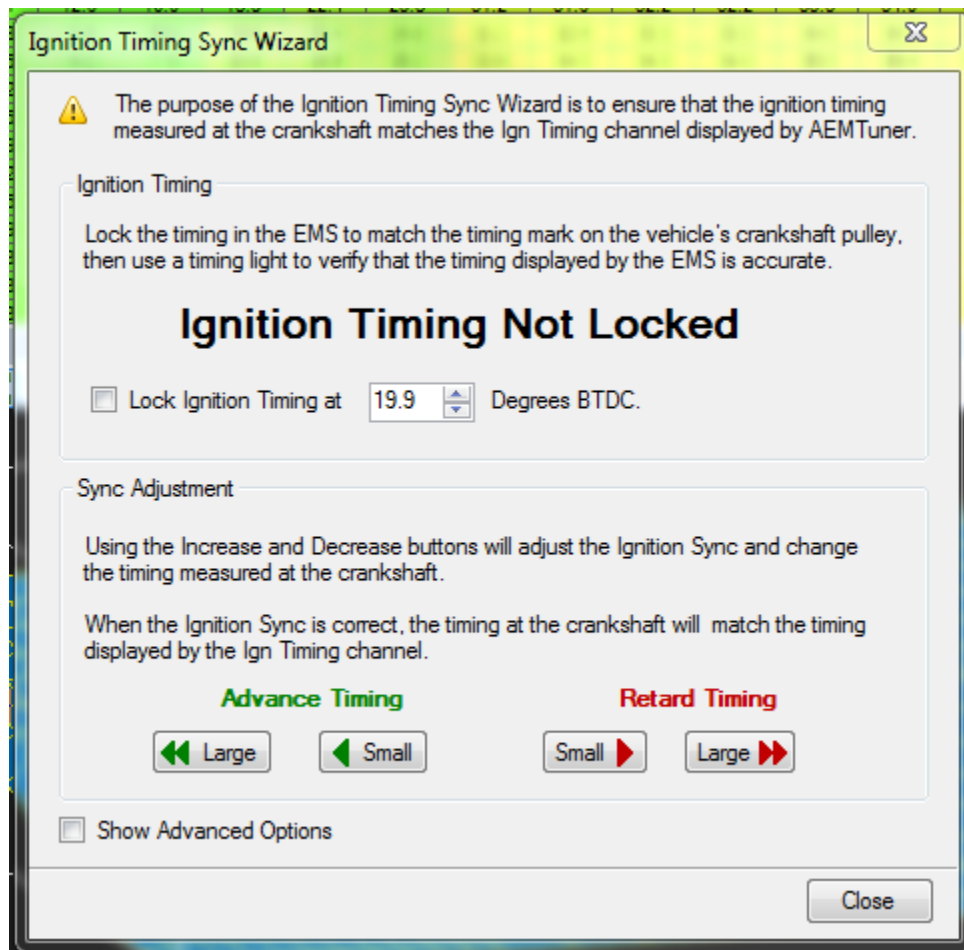 Ignition Timing Sync Wizard
The purpose of the Ignition Timing Sync Wizard is to ensure that the ignition timing
measured at the crankshaft matches the Ign Timing channel displayed by AEMTuner.
Ignition Timing
Lock the timing in the EMS to match the timing mark on the vehicle's crankshaft pulley,
then use a timing light to verify that the timing displayed by the EMS is accurate.
Ignition Timing Not Locked
Lock Ignition Timing at 19.9 Degrees BTDC.
Sync Adjustment
Using the Increase and Decrease buttons will adjust the Ignition Sync and change
the timing measured at the crankshaft.
When the Ignition Sync is correct, the timing at the crankshaft will match the timing
displayed by the Ign Timing channel.
Advance Timing Retard Timing
Large Small Small Large
Show Advanced Options
Close